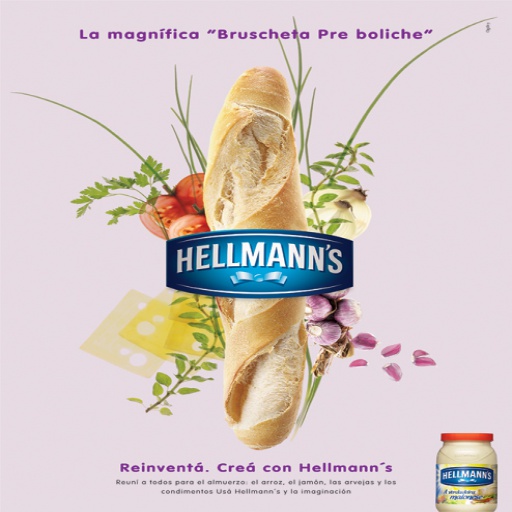 La magnífica “Bruscheta Pre boliche“
HELLMANN'S
Reinventá. Creá con Hellmann´s
Reuní a todos para el almuerzo: el arroz, el jamón, las arvejas y los
condimentos Usá Hellmann's y la imaginación
HELLMANN'S